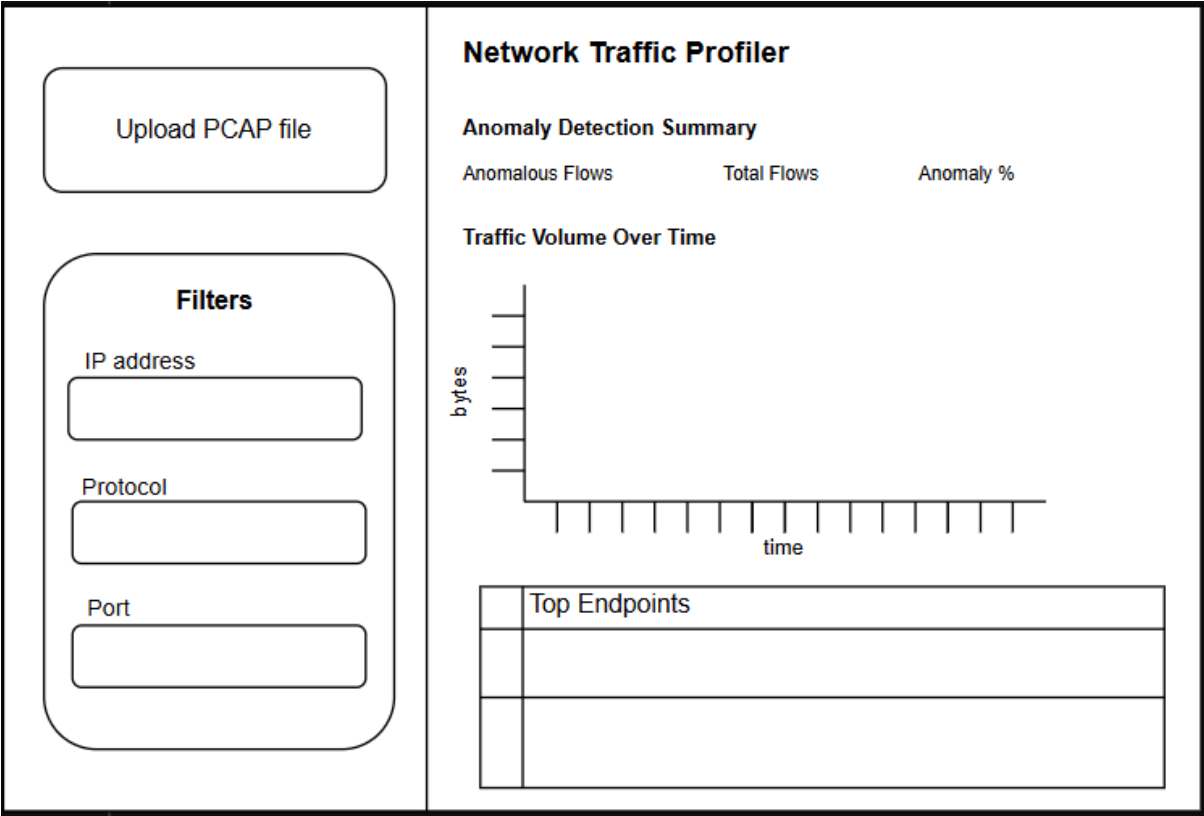 Upload PCAP file
Filters
IP address
Protocol
Port
Network Traffic Profiler
Anomaly Detection Summary
Anomalous Flows Total Flows Anomaly %
Traffic Volume Over Time
bytes
time
Top Endpoints